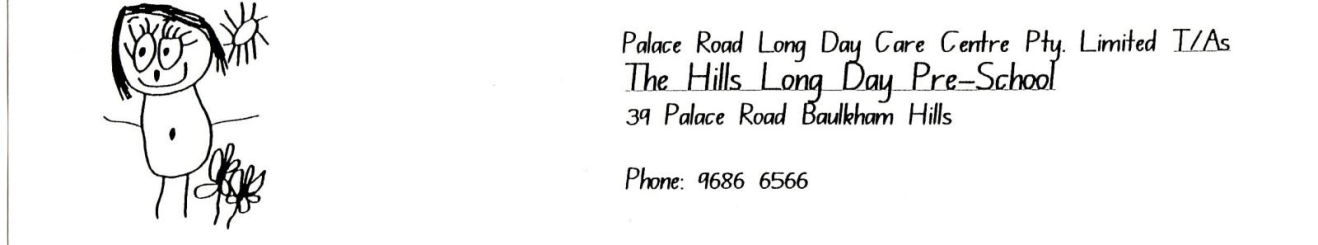 Palace Road Long Day Care Centre Pty. Limited T/As
The Hills Long Day Pre-School
39 Palace Road Baulkham Hills
Phone: 9686 6566